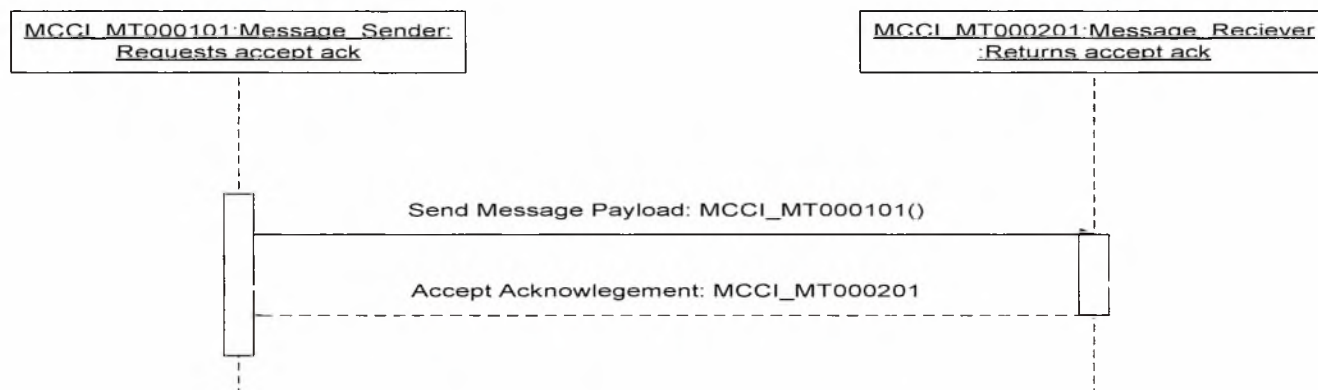 MCCI_MT000101:Message_Sender:
Requests accept ack
MCCI_MT000201:Message_Reciever
:Returns accept ack
Send Message Payload: MCCI_MT000101()
Accept Acknowlegement: MCCI_MT000201